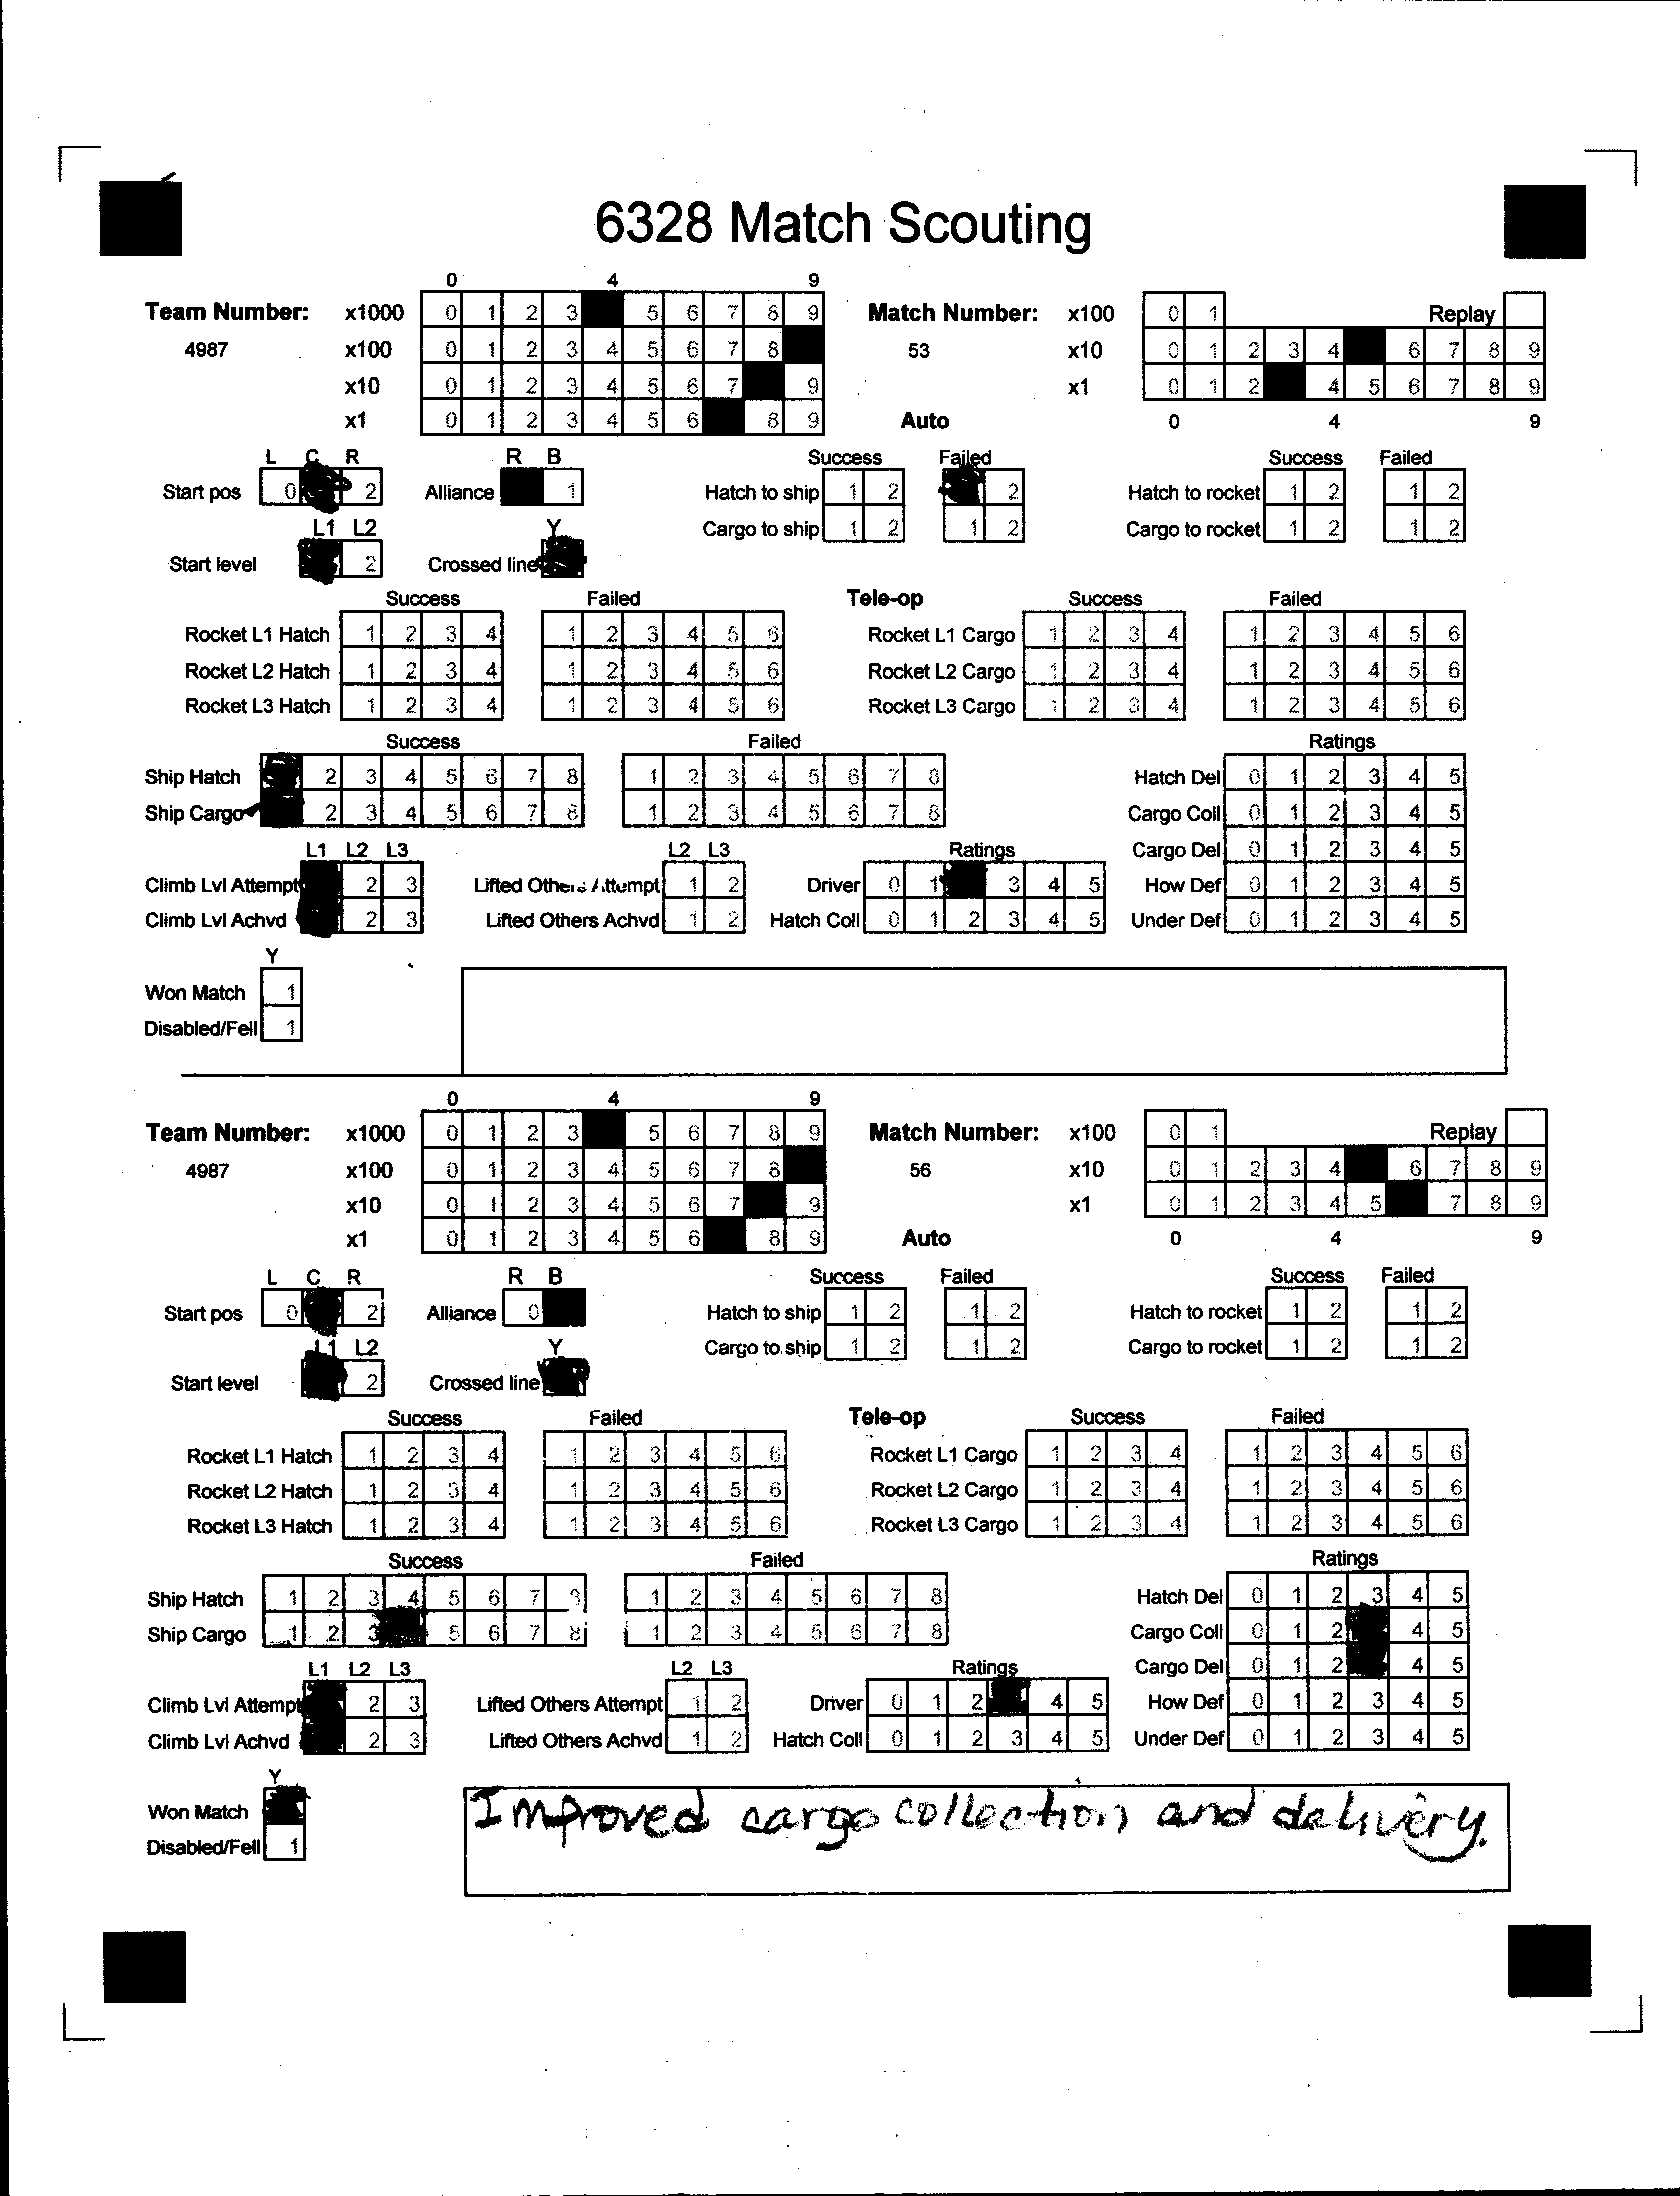 6328 Match Scouting
0 4 9
Team Number: x1000 0 1 2 3 5 6 7 8 9 Match Number: x100 0 1 Replay
4987 x100 0 1 2 3 4 5 6 7 8 53 x10 0 1 2 3 4 6 7 8 9
x10 0 1 2 3 4 5 6 7 9 x1 0 1 2 4 5 6 7 8 9
x1 0 1 2 3 4 5 6 8 9 Auto 0 4 9
L C R R B Success Failed Success Failed
Start pos 0 2 Alliance 1 Hatch to ship 1 2 2 Hatch to rocket 1 2 1 2
L1 L2 Y Cargo to ship 1 2 1 2 Cargo to rocket 1 2 1 2
Start level 2 Crossed line
Success Failed Tele-op Success Failed
Rocket L1 Hatch 1 2 3 4 1 2 3 4 5 6 Rocket L1 Cargo 1 2 3 4 1 2 3 4 5 6
Rocket L2 Hatch 1 2 3 4 1 2 3 4 5 6 Rocket L2 Cargo 1 2 3 4 1 2 3 4 5 6
Rocket L3 Hatch 1 2 3 4 1 2 3 4 5 6 Rocket L3 Cargo 1 2 3 4 1 2 3 4 5 6
Success Failed Ratings
Ship Hatch 2 3 4 5 6 7 8 1 2 3 4 5 6 7 8 Hatch Del 0 1 2 3 4 5
Ship Cargo 2 3 4 5 6 7 8 1 2 3 4 5 6 7 8 Cargo Coll 0 1 2 3 4 5
L1 L2 L3 L2 L3 Ratings Cargo Del 0 1 2 3 4 5
Climb Lvl Attempt 2 3 Lifted Others Attempt 1 2 Driver 0 1 3 4 5 How Def 0 1 2 3 4 5
Climb Lvl Achvd 2 3 Lifted Others Achvd 1 2 Hatch Coll 0 1 2 3 4 5 Under Def 0 1 2 3 4 5
Y
Won Match 1
Disabled/Fell 1
0 4 9
Team Number: x1000 0 1 2 3 5 6 7 8 9 Match Number: x100 0 1 Replay
4987 x100 0 1 2 3 4 5 6 7 8 56 x10 0 1 2 3 4 6 7 8 9
x10 0 1 2 3 4 5 6 7 9 x1 0 1 2 3 4 5 7 8 9
x1 0 1 2 3 4 5 6 8 9 Auto 0 4 9
L C R R B Success Failed Success Failed
Start pos 0 2 Alliance 0 Hatch to ship 1 2 1 2 Hatch to rocket 1 2 1 2
L1 L2 Y Cargo to ship 1 2 1 2 Cargo to rocket 1 2 1 2
Start level 2 Crossed line
Success Failed Tele-op Success Failed
Rocket L1 Hatch 1 2 3 4 1 2 3 4 5 6 Rocket L1 Cargo 1 2 3 4 1 2 3 4 5 6
Rocket L2 Hatch 1 2 3 4 1 2 3 4 5 6 Rocket L2 Cargo 1 2 3 4 1 2 3 4 5 6
Rocket L3 Hatch 1 2 3 4 1 2 3 4 5 6 Rocket L3 Cargo 1 2 3 4 1 2 3 4 5 6
Success Failed Ratings
Ship Hatch 1 2 3 4 5 6 7 8 1 2 3 4 5 6 7 8 Hatch Del 0 1 2 3 4 5
Ship Cargo 1 2 3 5 6 7 8 1 2 3 4 5 6 7 8 Cargo Coll 0 1 2 4 5
L1 L2 L3 L2 L3 Ratings Cargo Del 0 1 2 4 5
Climb Lvl Attempt 2 3 Lifted Others Attempt 1 2 Driver 0 1 2 4 5 How Def 0 1 2 3 4 5
Climb Lvl Achvd 2 3 Lifted Others Achvd 1 2 Hatch Coll 0 1 2 3 4 5 Under Def 0 1 2 3 4 5
Y
Won Match
Disabled/Fell 1
Improved cargo collection and delivery.